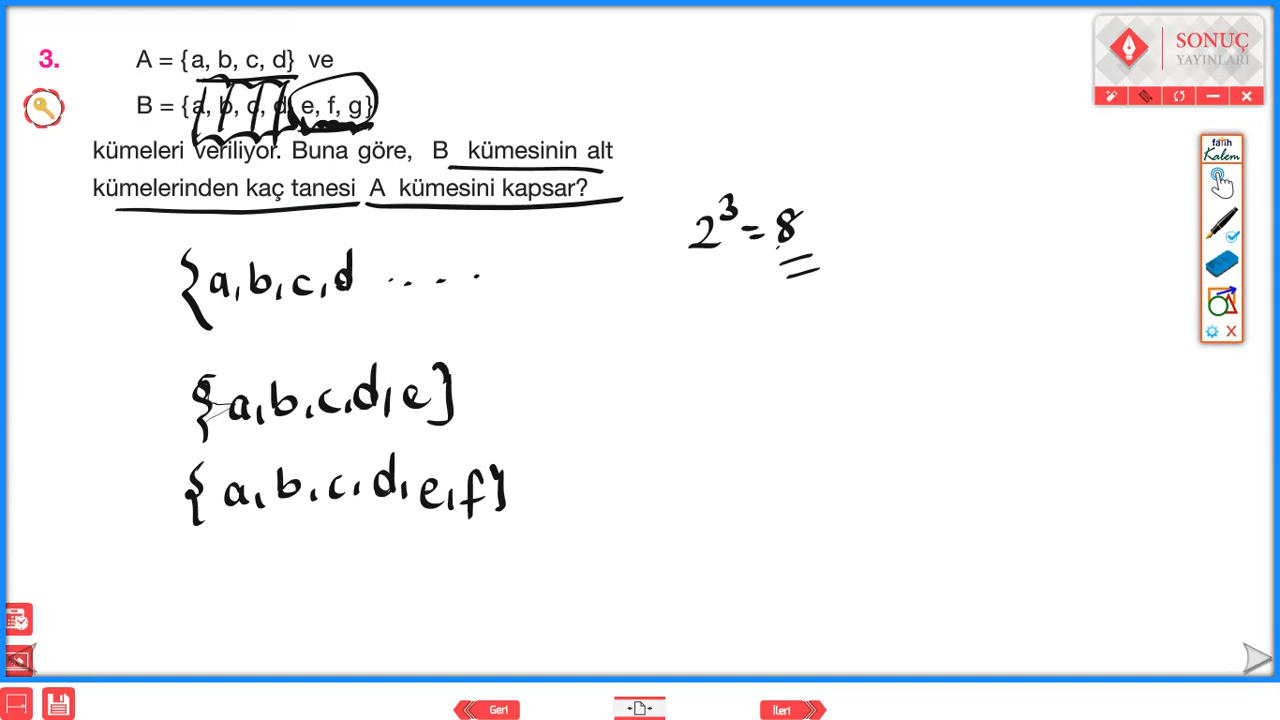 3. A = {a, b, c, d} ve
B = {a, b, c, d, e, f, g}
kümeleri veriliyor. Buna göre, B kümesinin alt
kümelerinden kaç tanesi A kümesini kapsar?
2³ = 8
{a, b, c, d . . . .
{a, b, c, d, e}
{a, b, c, d, e, f}
SONUÇ
YAYINLARI
fatih
Kalem
Geri
İleri